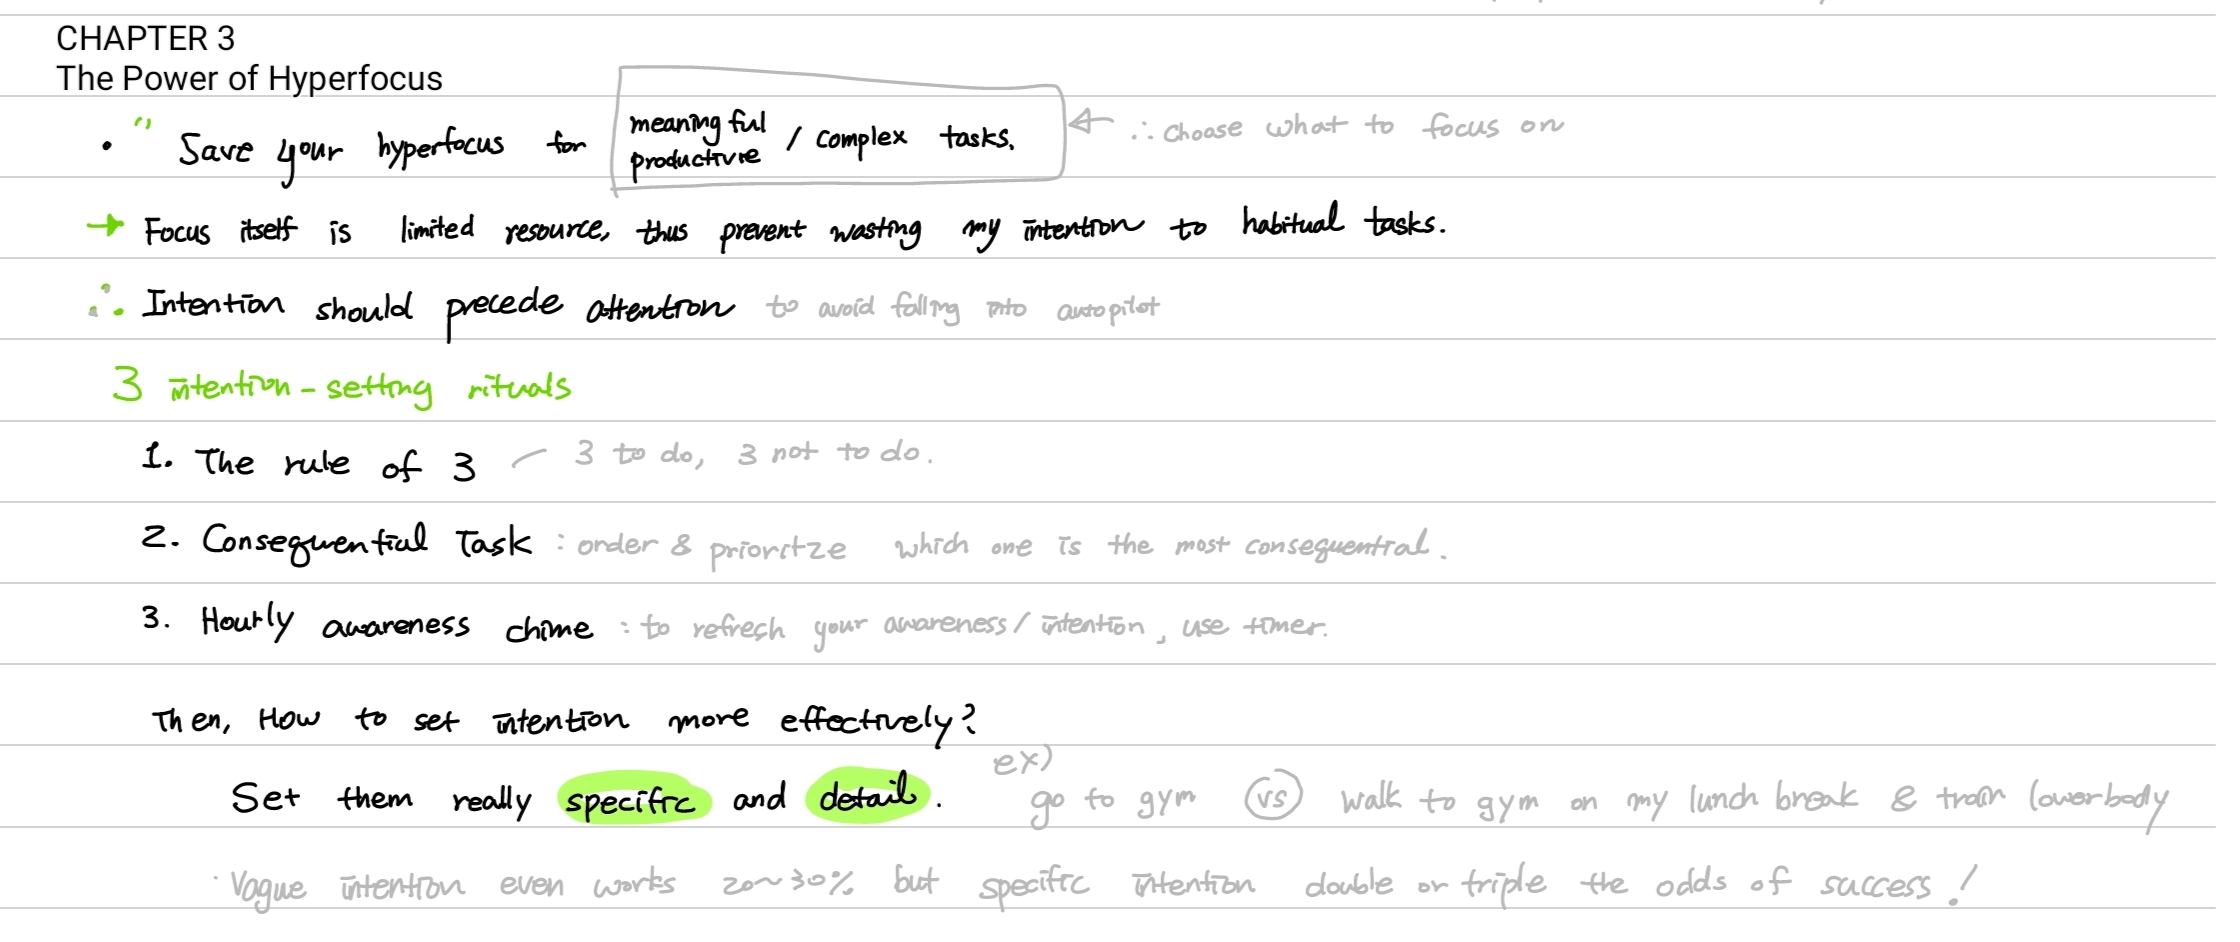 CHAPTER 3
The Power of Hyperfocus
• " Save your hyperfocus for meaningful productive / complex tasks. ← ∴ Choose what to focus on
→ Focus itself is limited resource, thus prevent wasting my intention to habitual tasks.
∴ Intention should precede attention to avoid falling into autopilot
3 intention-setting rituals
1. The rule of 3 – 3 to do, 3 not to do.
2. Consequential Task : order & prioritze which one is the most consequential.
3. Hourly awareness chime : to refresh your awareness / intention, use timer.
Then, How to set intention more effectively?
Set them really specific and detail. ex) go to gym vs walk to gym on my lunch break & train lowerbody
· Vague intention even works 20~30% but specific intention double or triple the odds of success!